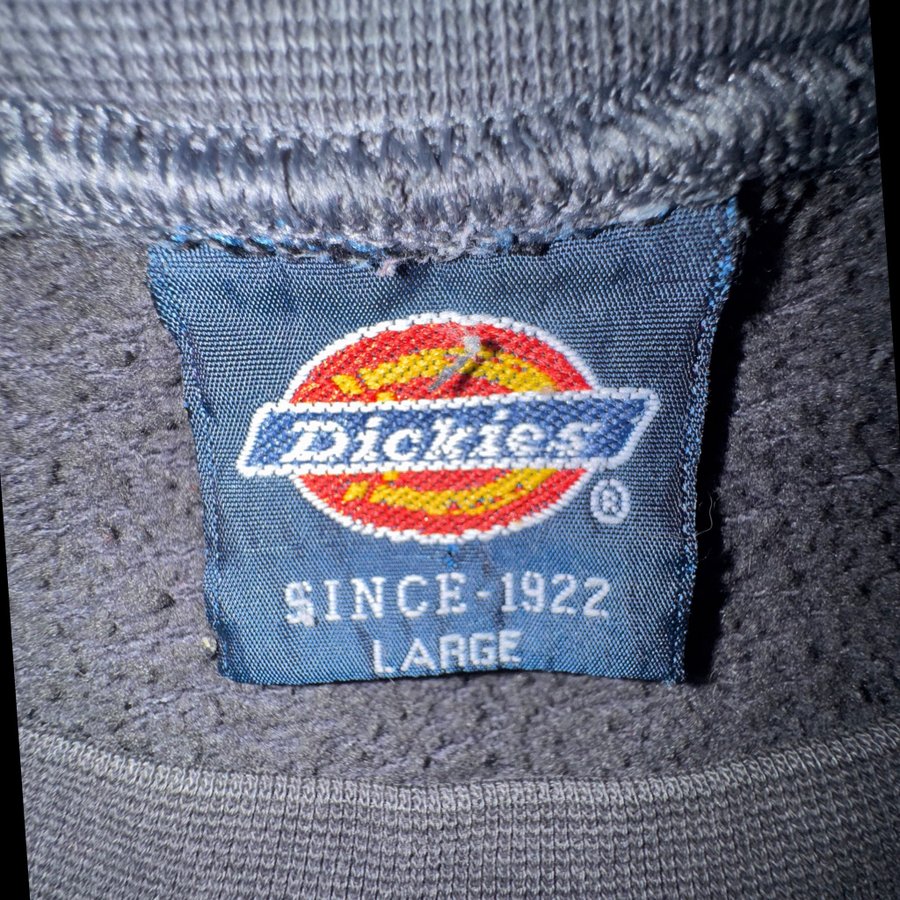 Dickies
®
SINCE-1922
LARGE